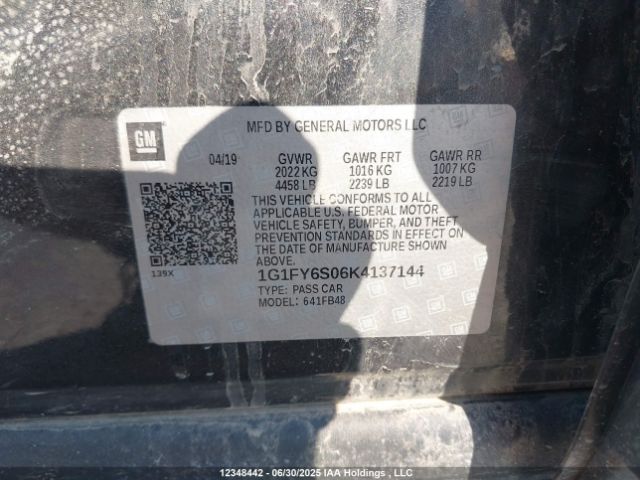 GM
MFD BY GENERAL MOTORS LLC
04/19 GVWR GAWR FRT GAWR RR
2022 KG 1016 KG 1007 KG
4458 LB 2239 LB 2219 LB
THIS VEHICLE CONFORMS TO ALL
APPLICABLE U.S. FEDERAL MOTOR
VEHICLE SAFETY, BUMPER, AND THEFT
PREVENTION STANDARDS IN EFFECT ON
THE DATE OF MANUFACTURE SHOWN
ABOVE.
139X
1G1FY6S06K4137144
TYPE: PASS CAR
MODEL: 641FB48
12348442 - 06/30/2025 IAA Holdings , LLC